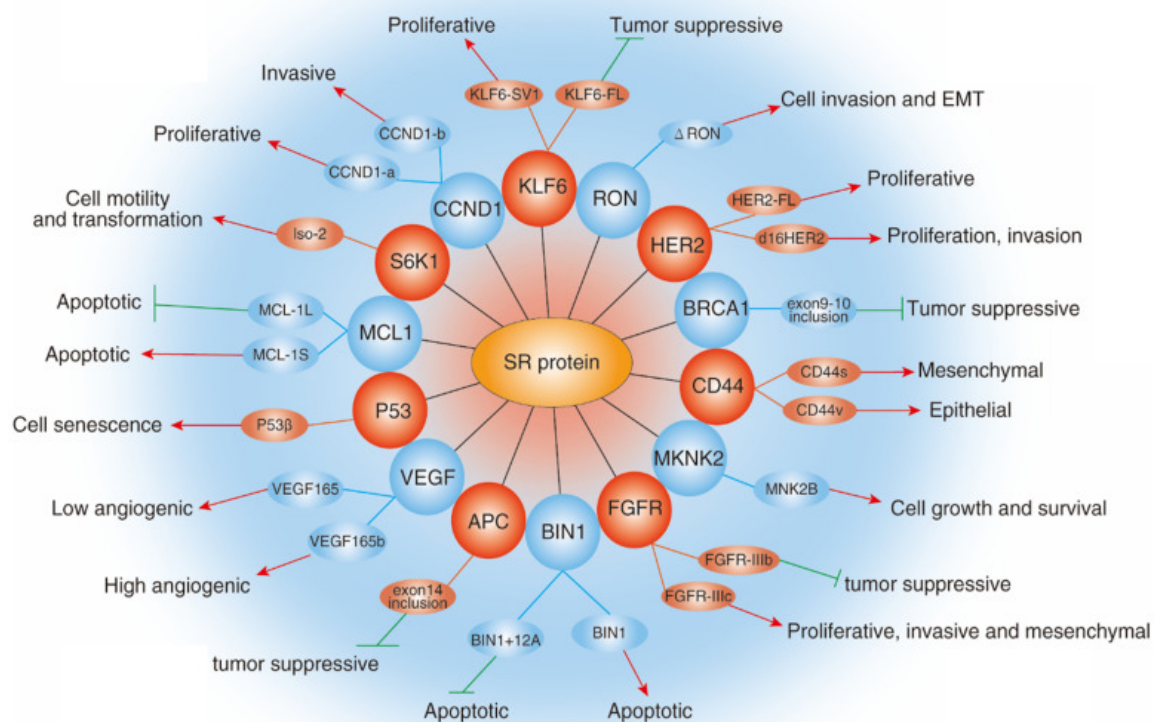 Proliferative
Tumor suppressive
KLF6-SV1
KLF6-FL
Invasive
Cell invasion and EMT
CCND1-b
Δ RON
Proliferative
CCND1-a
KLF6
RON
CCND1
HER2-FL
Proliferative
Cell motility
and transformation
Iso-2
S6K1
HER2
d16HER2
Proliferation, invasion
Apoptotic
MCL-1L
MCL1
BRCA1
exon9-10
inclusion
Tumor suppressive
Apoptotic
MCL-1S
SR protein
CD44
CD44s
Mesenchymal
CD44v
Epithelial
Cell senescence
P53β
P53
VEGF
MKNK2
Low angiogenic
VEGF165
MNK2B
Cell growth and survival
APC
BIN1
FGFR
VEGF165b
High angiogenic
FGFR-IIIb
tumor suppressive
exon14
inclusion
FGFR-IIIc
Proliferative, invasive and mesenchymal
tumor suppressive
BIN1+12A
BIN1
Apoptotic
Apoptotic